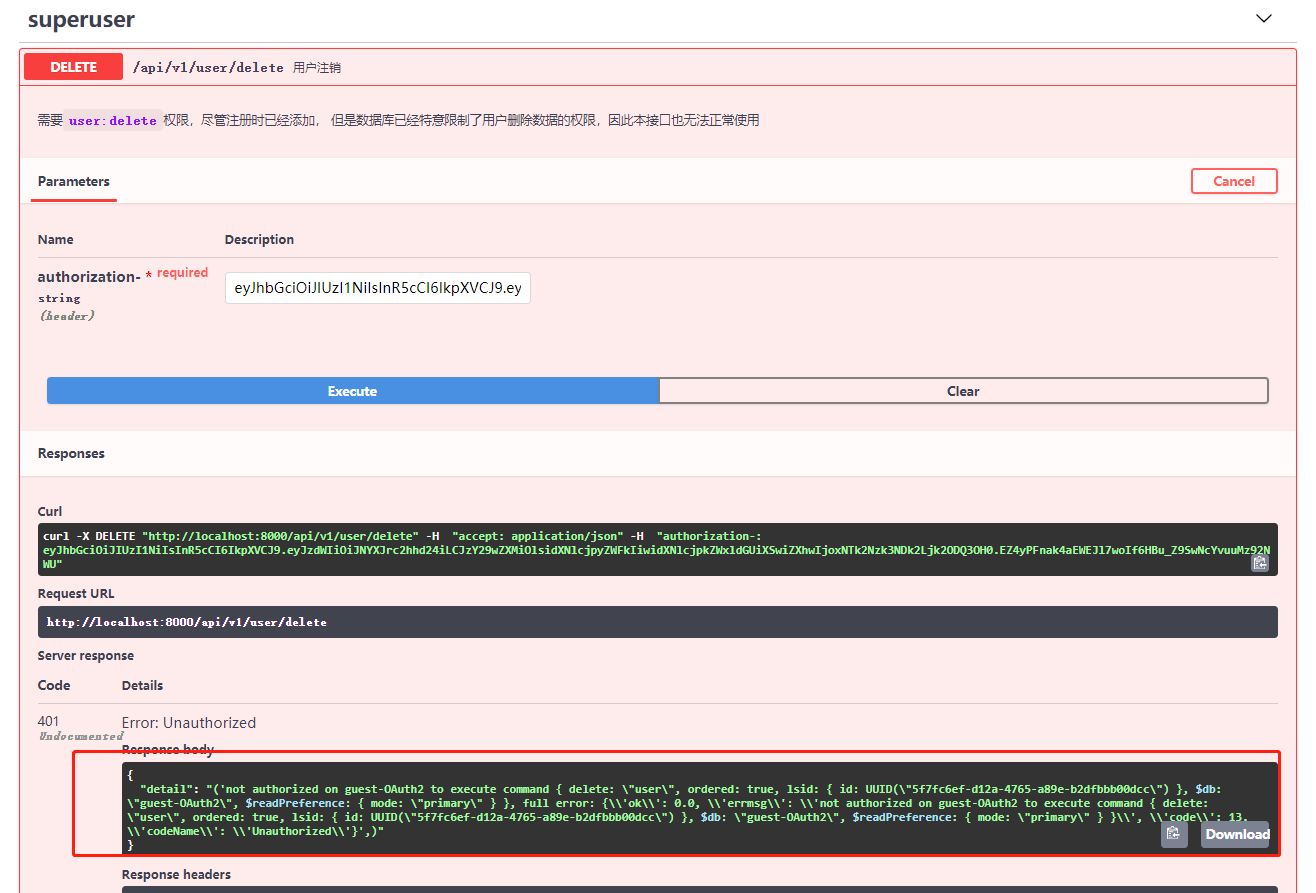 superuser
DELETE /api/v1/user/delete 用户注销
需要 user:delete 权限，尽管注册时已经添加， 但是数据库已经特意限制了用户删除数据的权限，因此本接口也无法正常使用
Parameters
Cancel
Name Description
authorization- * required
string
(header)
eyJhbGciOiJIUzI1NiIsInR5cCI6IkpXVCJ9.ey
Execute Clear
Responses
Curl
curl -X DELETE "http://localhost:8000/api/v1/user/delete" -H "accept: application/json" -H "authorization-:
eyJhbGciOiJIUzI1NiIsInR5cCI6IkpXVCJ9.eyJzdWIiOiJNYXJrc2hhd24iLCJzY29wZXMiOlsidXNlcjpyZWFkIiwidXNlcjpkZWxldGUiXSwiZXhwIjoxNTk2Nzk3NDk2Ljk2ODQ3OH0.EZ4yPFnak4aEWEJl7woIf6HBu_Z9SwNcYvuuMz92N
WU"
Request URL
http://localhost:8000/api/v1/user/delete
Server response
Code Details
401
Undocumented
Error: Unauthorized
Response body
{
"detail": "('not authorized on guest-OAuth2 to execute command { delete: \"user\", ordered: true, lsid: { id: UUID(\"5f7fc6ef-d12a-4765-a89e-b2dfbbb00dcc\") }, $db:
\"guest-OAuth2\", $readPreference: { mode: \"primary\" } }, full error: {\\'ok\\': 0.0, \\'errmsg\\': \\'not authorized on guest-OAuth2 to execute command { delete:
\"user\", ordered: true, lsid: { id: UUID(\"5f7fc6ef-d12a-4765-a89e-b2dfbbb00dcc\") }, $db: \"guest-OAuth2\", $readPreference: { mode: \"primary\" } }\\', \\'code\\': 13,
\\'codeName\\': \\'Unauthorized\\'}',)"
}
Download
Response headers